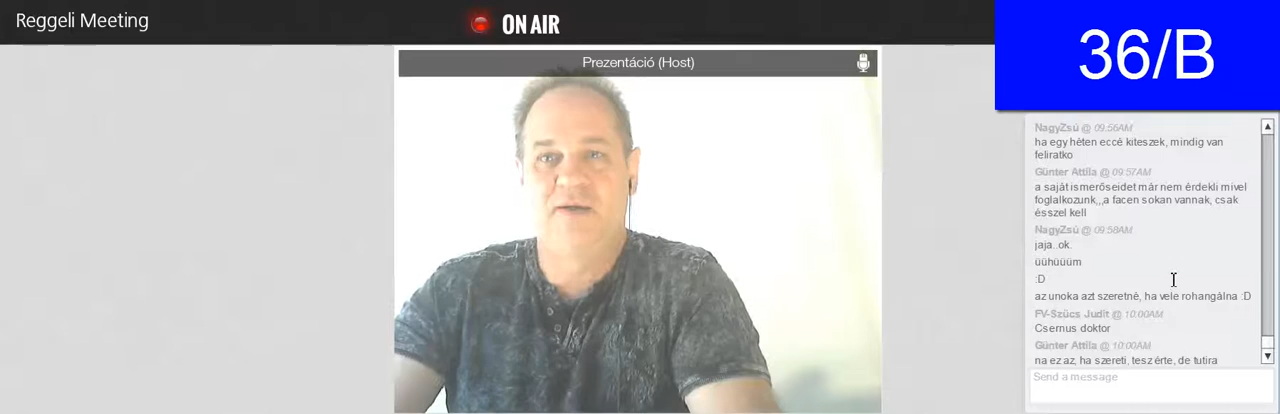 Reggeli Meeting
ON AIR
36/B
Prezentáció (Host)
NagyZsú @ 09:56AM
ha egy héten eccé kiteszek, mindig van
feliratko
Günter Attila @ 09:57AM
a saját ismerőseidet már nem érdekli mivel
foglalkozunk,,,a facen sokan vannak, csak
ésszel kell
NagyZsú @ 09:58AM
jaja..ok.
üühüüüm
:D
az unoka azt szeretné, ha vele rohangálna :D
FV-Szűcs Judit @ 10:00AM
Csernus doktor
Günter Attila @ 10:00AM
na ez az, ha szereti, tesz érte, de tutira
Send a message